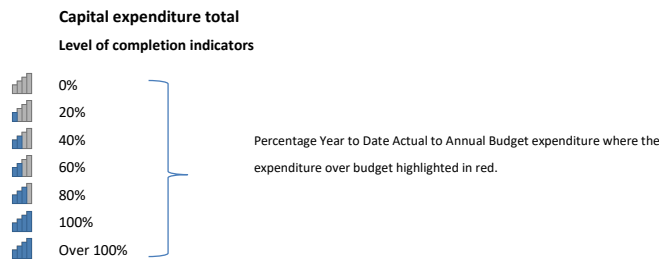 Capital expenditure total
Level of completion indicators
0%
20%
40%
60%
80%
100%
Over 100%
Percentage Year to Date Actual to Annual Budget expenditure where the
expenditure over budget highlighted in red.